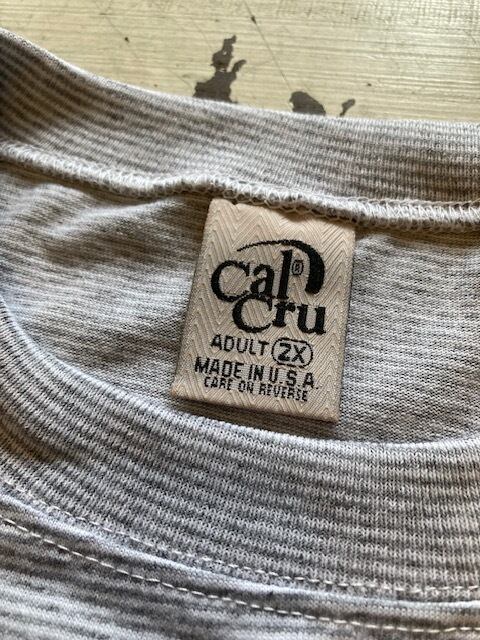 Cal®
Cru
ADULT 2X
MADE IN U.S.A.
CARE ON REVERSE